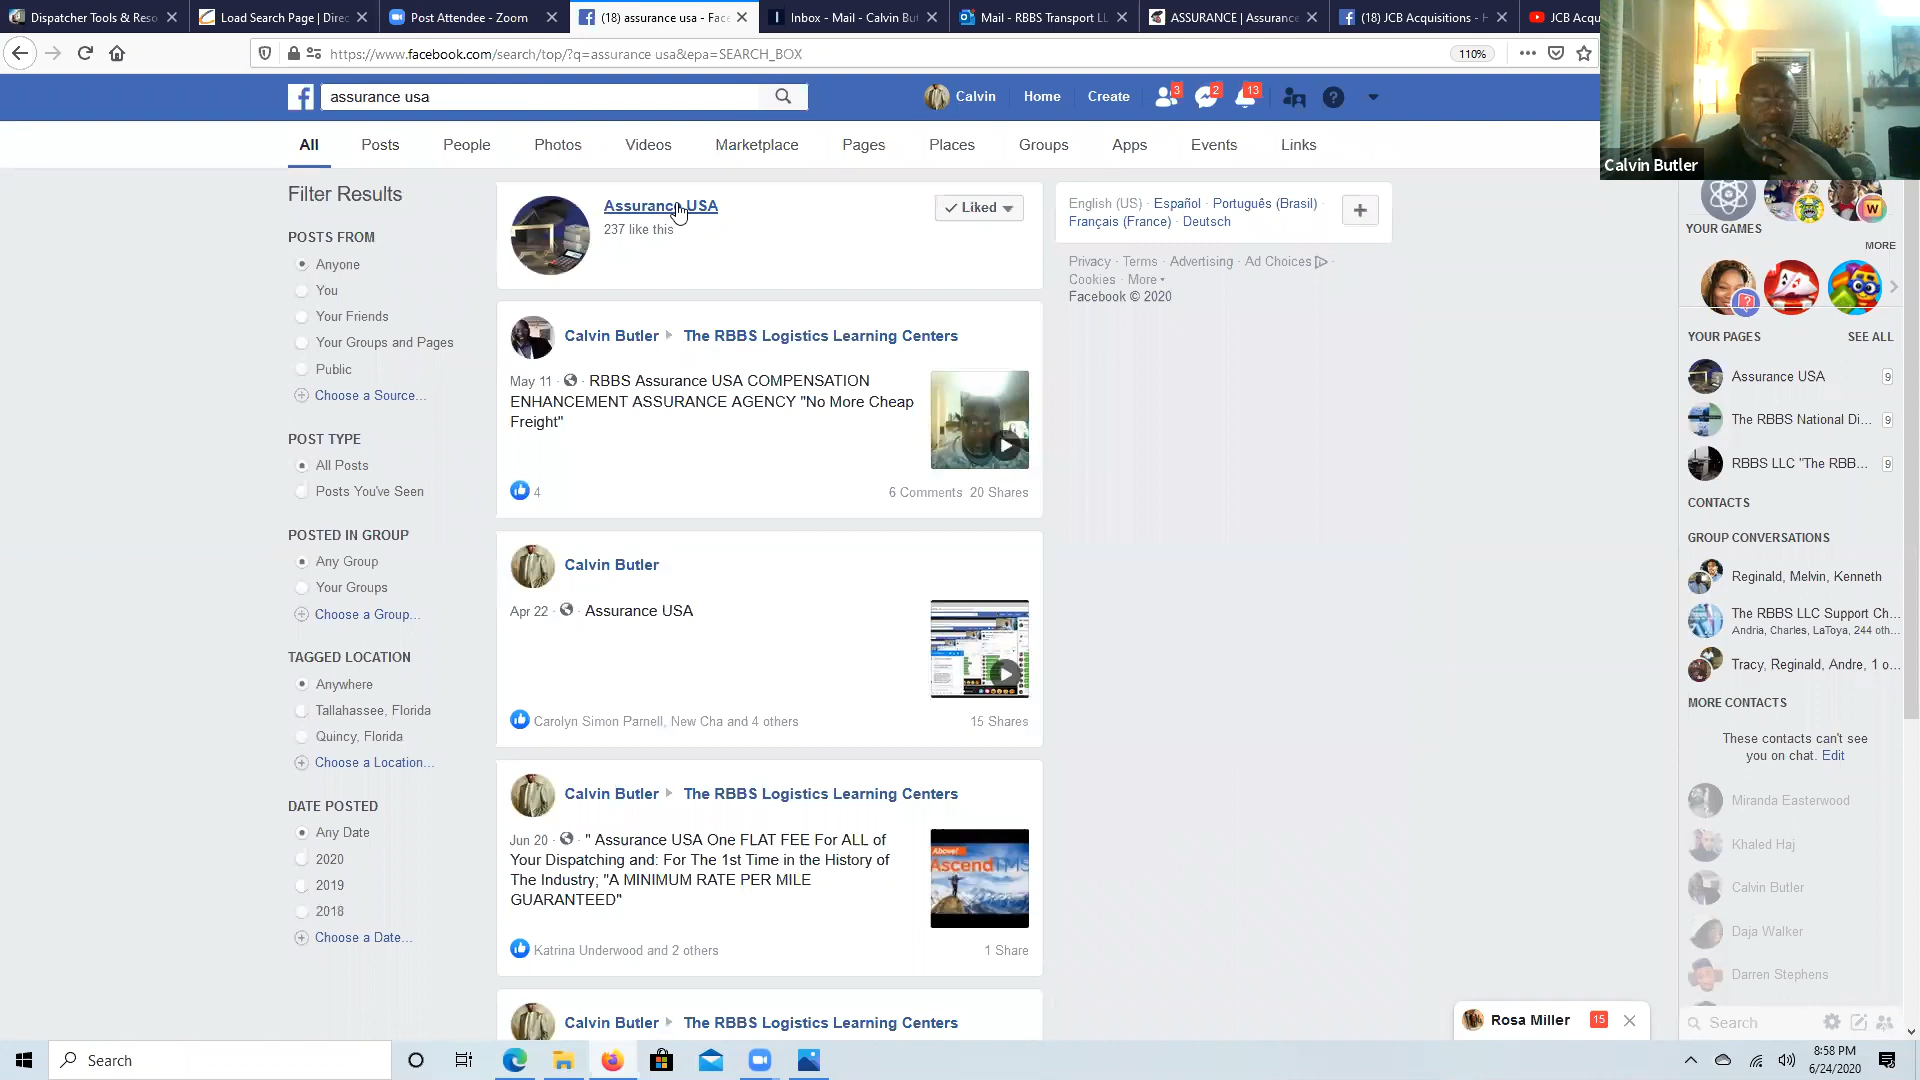 Dispatcher Tools & Reso
Load Search Page | Direc
Post Attendee - Zoom
(18) assurance usa - Face
Inbox - Mail - Calvin But
Mail - RBBS Transport LL
ASSURANCE | Assurance
(18) JCB Acquisitions - H
JCB Acqu
https://www.facebook.com/search/top/?q=assurance usa&epa=SEARCH_BOX
110%
assurance usa
Calvin
Home
Create
3
2
13
All
Posts
People
Photos
Videos
Marketplace
Pages
Places
Groups
Apps
Events
Links
Calvin Butler
Filter Results
POSTS FROM
Anyone
You
Your Friends
Your Groups and Pages
Public
Choose a Source...
POST TYPE
All Posts
Posts You've Seen
POSTED IN GROUP
Any Group
Your Groups
Choose a Group...
TAGGED LOCATION
Anywhere
Tallahassee, Florida
Quincy, Florida
Choose a Location...
DATE POSTED
Any Date
2020
2019
2018
Choose a Date...
Assurance USA
237 like this
Liked
Calvin Butler The RBBS Logistics Learning Centers
May 11 · RBBS Assurance USA COMPENSATION
ENHANCEMENT ASSURANCE AGENCY "No More Cheap
Freight"
4
6 Comments 20 Shares
Calvin Butler
Apr 22 · Assurance USA
Carolyn Simon Parnell, New Cha and 4 others
15 Shares
Calvin Butler The RBBS Logistics Learning Centers
Jun 20 · " Assurance USA One FLAT FEE For ALL of
Your Dispatching and: For The 1st Time in the History of
The Industry; "A MINIMUM RATE PER MILE
GUARANTEED"
Above!
AscendTMS
Katrina Underwood and 2 others
1 Share
Calvin Butler The RBBS Logistics Learning Centers
English (US) · Español · Português (Brasil) ·
Français (France) · Deutsch
Privacy · Terms · Advertising · Ad Choices ·
Cookies · More
Facebook © 2020
YOUR GAMES
MORE
YOUR PAGES
SEE ALL
Assurance USA
9
The RBBS National Di...
9
RBBS LLC "The RBB...
9
CONTACTS
GROUP CONVERSATIONS
Reginald, Melvin, Kenneth
The RBBS LLC Support Ch...
Andria, Charles, LaToya, 244 oth...
Tracy, Reginald, Andre, 1 o...
MORE CONTACTS
These contacts can't see
you on chat. Edit
Miranda Easterwood
Khaled Haj
Calvin Butler
Daja Walker
Darren Stephens
Search
Rosa Miller
15
Search
8:58 PM
6/24/2020